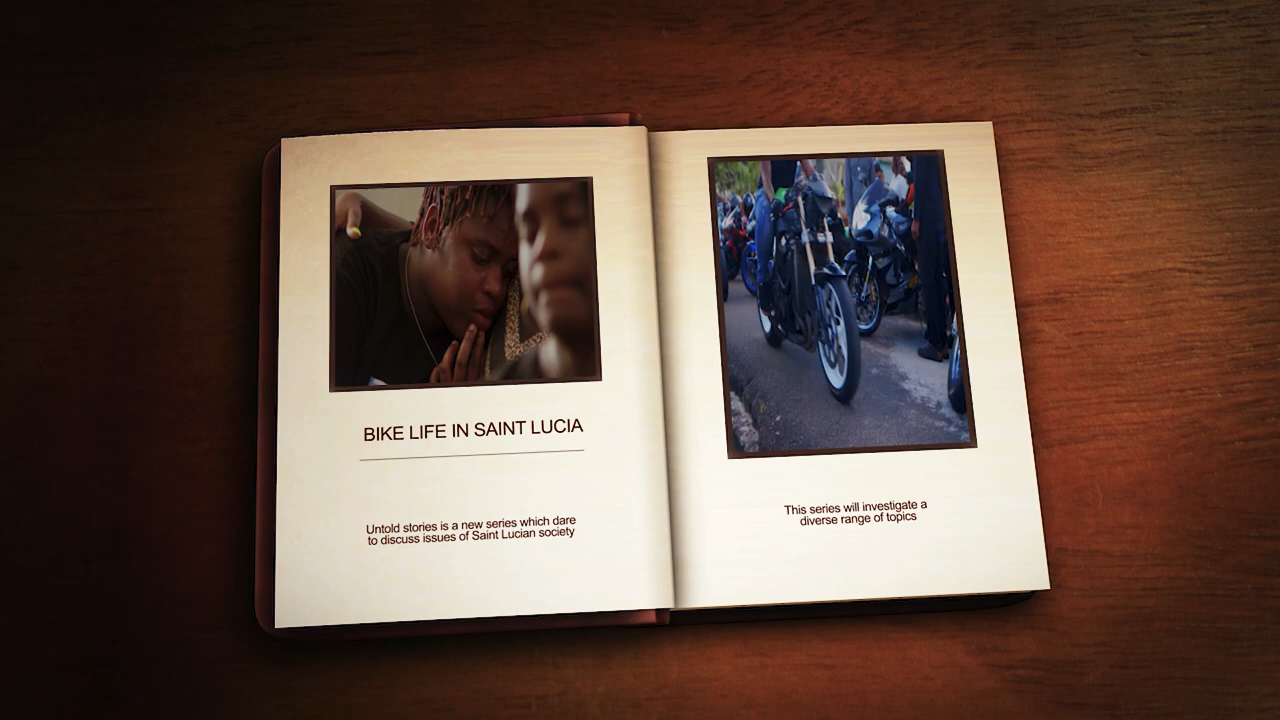 BIKE LIFE IN SAINT LUCIA
Untold stories is a new series which dare
to discuss issues of Saint Lucian society
This series will investigate a
diverse range of topics